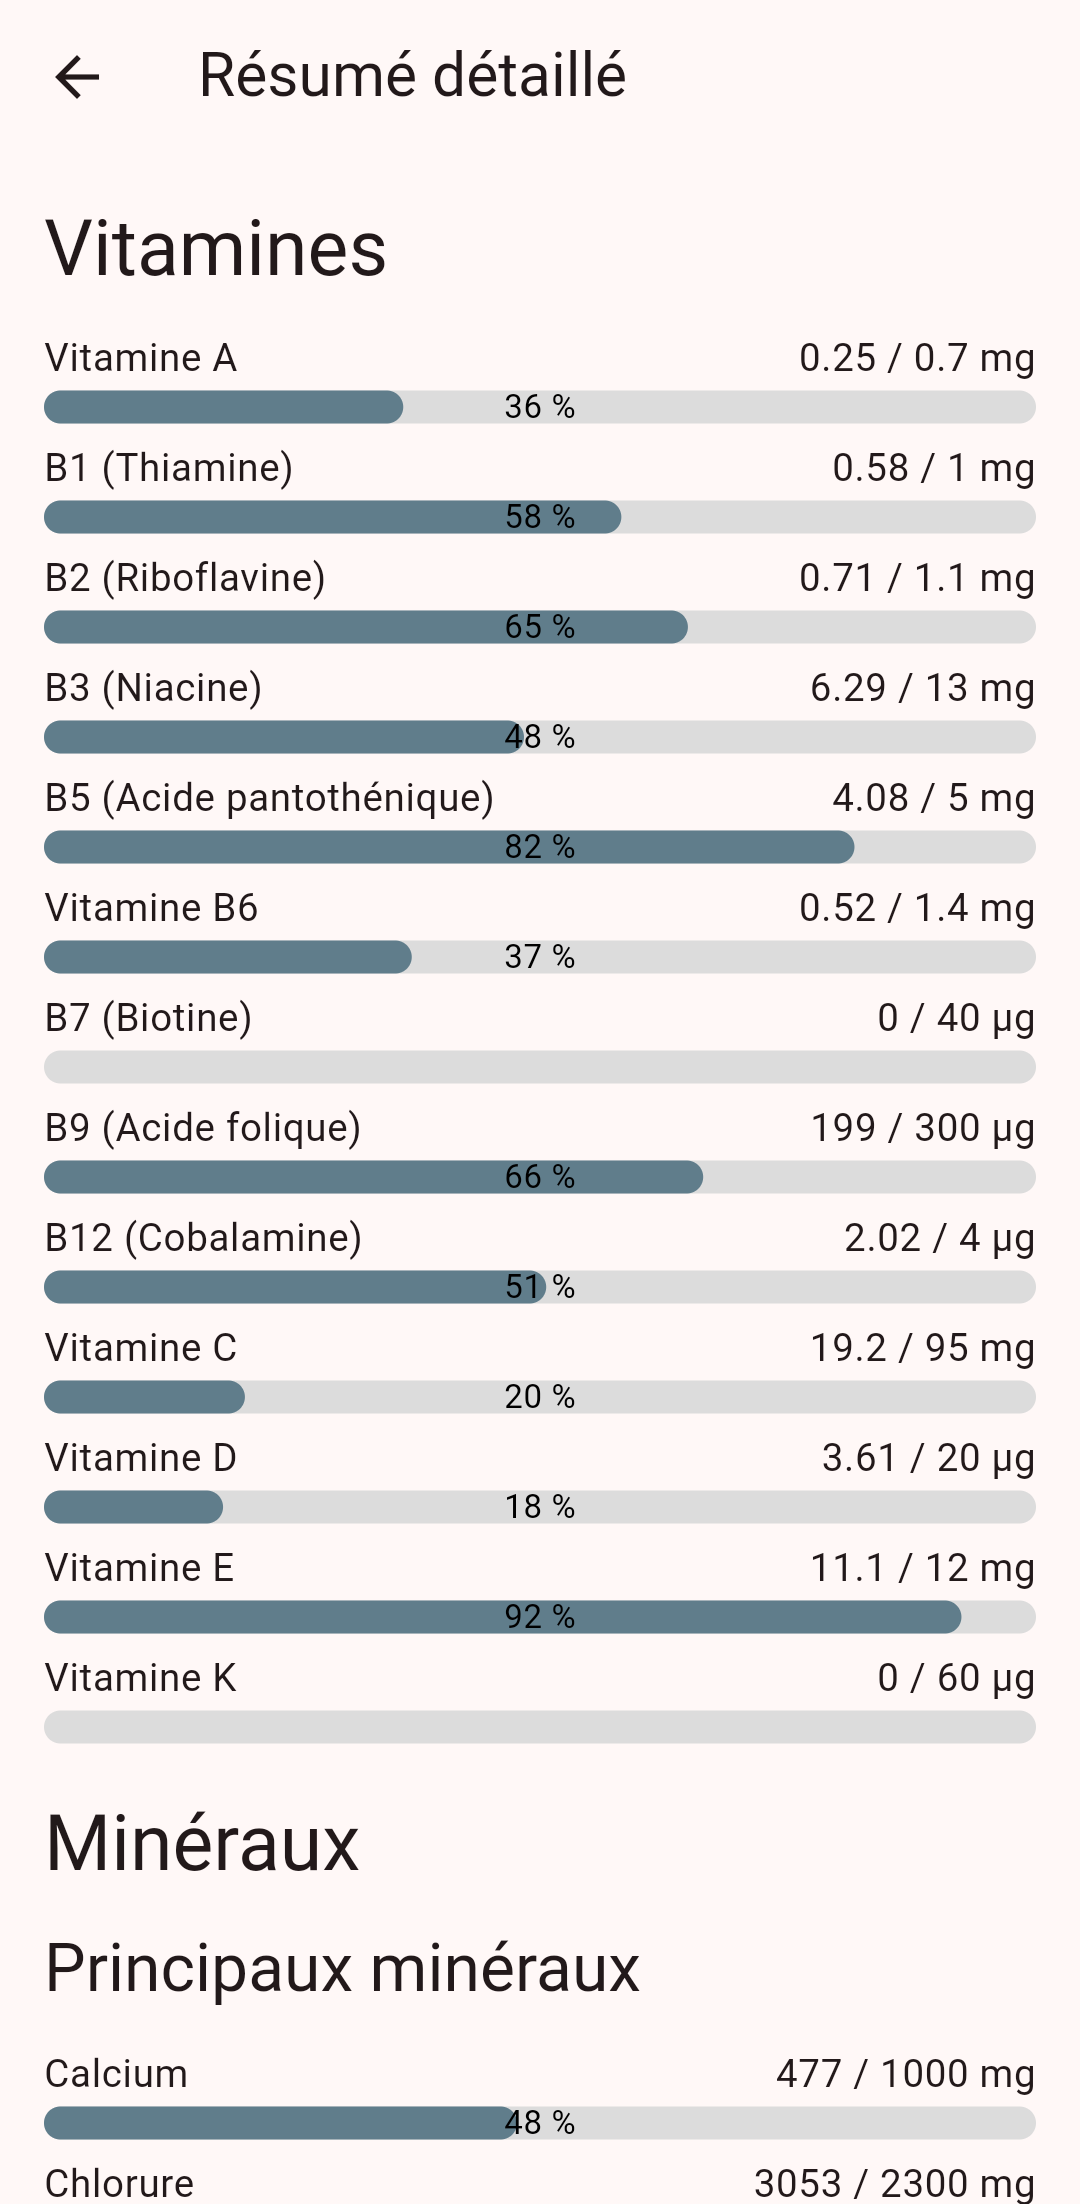 Résumé détaillé
Vitamines
Vitamine A 0.25 / 0.7 mg
36 %
B1 (Thiamine) 0.58 / 1 mg
58 %
B2 (Riboflavine) 0.71 / 1.1 mg
65 %
B3 (Niacine) 6.29 / 13 mg
48 %
B5 (Acide pantothénique) 4.08 / 5 mg
82 %
Vitamine B6 0.52 / 1.4 mg
37 %
B7 (Biotine) 0 / 40 µg
B9 (Acide folique) 199 / 300 µg
66 %
B12 (Cobalamine) 2.02 / 4 µg
51 %
Vitamine C 19.2 / 95 mg
20 %
Vitamine D 3.61 / 20 µg
18 %
Vitamine E 11.1 / 12 mg
92 %
Vitamine K 0 / 60 µg
Minéraux
Principaux minéraux
Calcium 477 / 1000 mg
48 %
Chlorure 3053 / 2300 mg